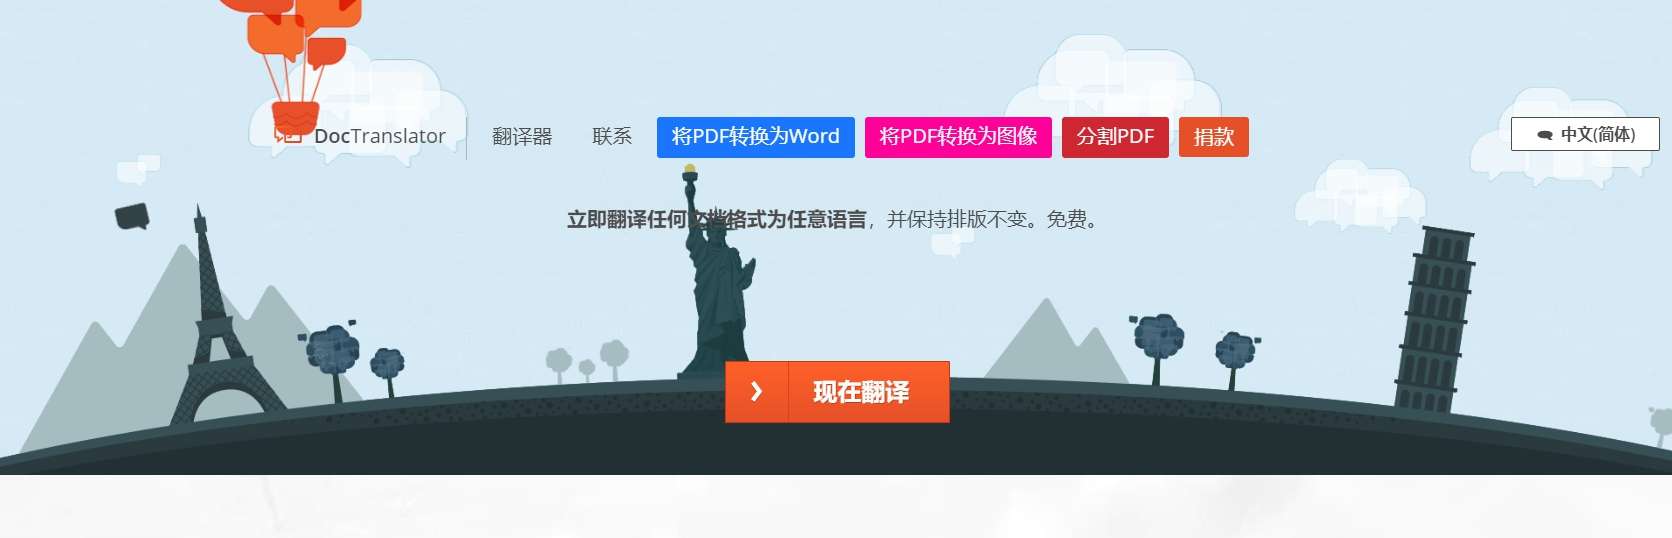 DocTranslator
翻译器
联系
将PDF转换为Word
将PDF转换为图像
分割PDF
捐款
中文(简体)
立即翻译任何文档格式为任意语言，并保持排版不变。免费。
现在翻译